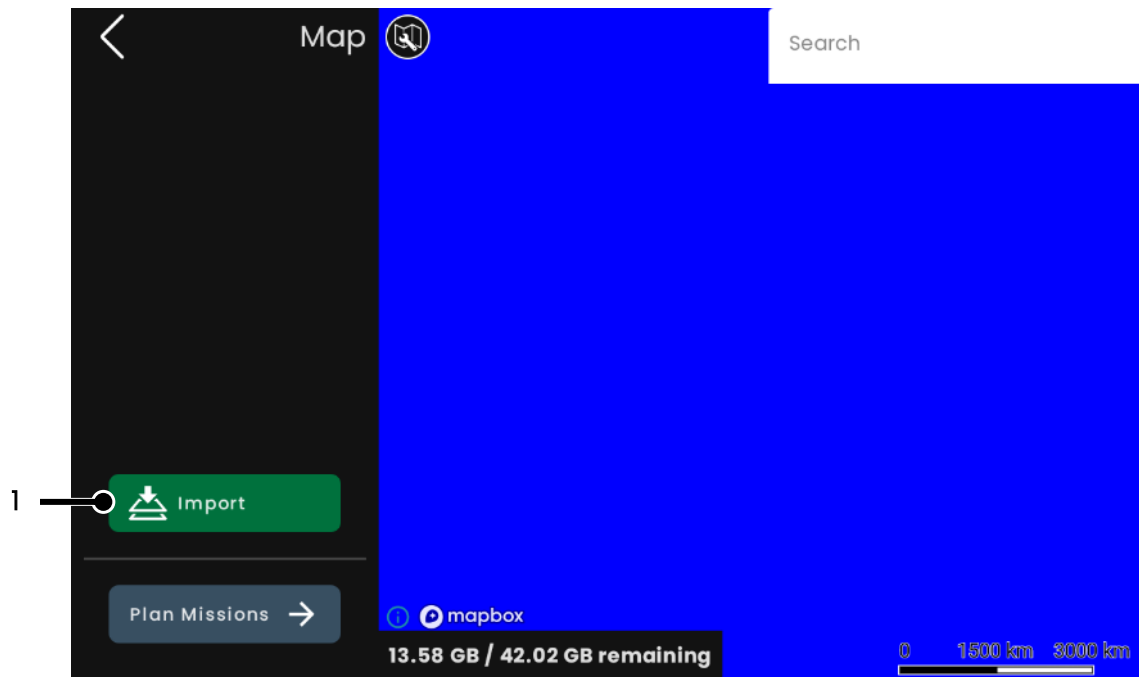 Map
Search
1
Import
Plan Missions
mapbox
13.58 GB / 42.02 GB remaining
0 1500 km 3000 km